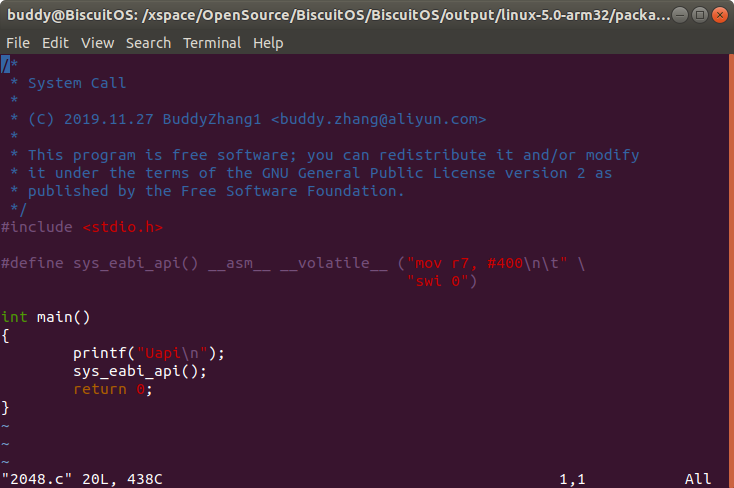 buddy@BiscuitOS: /xspace/OpenSource/BiscuitOS/BiscuitOS/output/linux-5.0-arm32/packa...
File Edit View Search Terminal Help
/*
 * System Call
 *
 * (C) 2019.11.27 BuddyZhang1 <buddy.zhang@aliyun.com>
 *
 * This program is free software; you can redistribute it and/or modify
 * it under the terms of the GNU General Public License version 2 as
 * published by the Free Software Foundation.
 */
#include <stdio.h>

#define sys_eabi_api() __asm__ __volatile__ ("mov r7, #400\n\t" \
                                             "swi 0")

int main()
{
        printf("Uapi\n");
        sys_eabi_api();
        return 0;
}
~
~
~
"2048.c" 20L, 438C 1,1 All